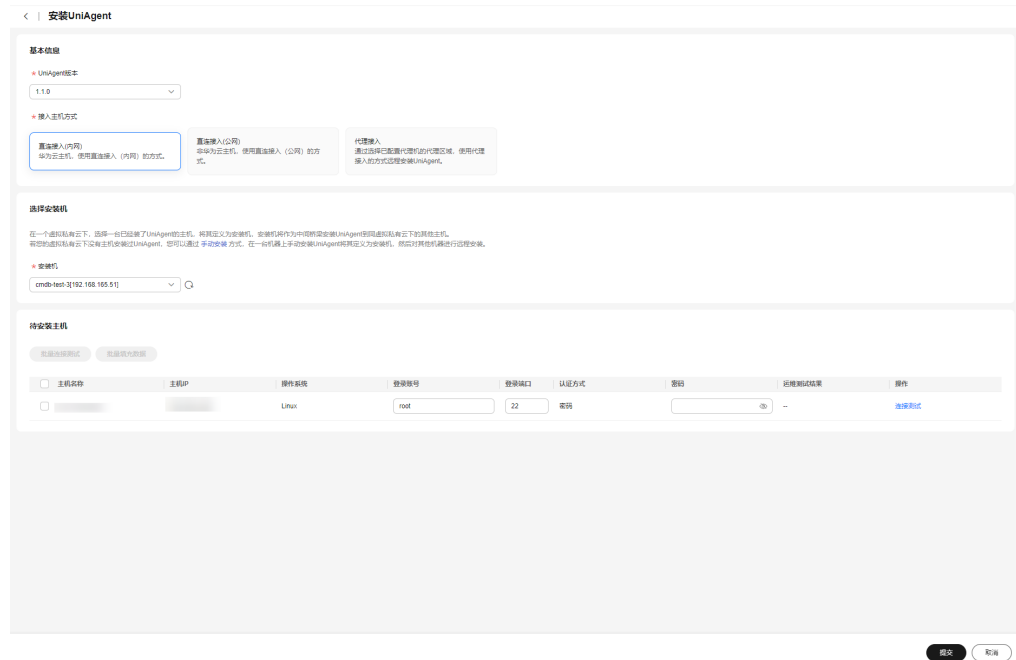 安装UniAgent
基本信息
* UniAgent版本
1.1.0
* 接入主机方式
直连接入(内网)
华为云主机，使用直连接入（内网）的方式。
直连接入(公网)
非华为云主机，使用直连接入（公网）的方
式。
代理接入
通过选择已配置代理机的代理区域，使用代理
接入的方式远程安装UniAgent。
选择安装机
在一个虚拟私有云下，选择一台已经装了UniAgent的主机，将其定义为安装机，安装机将作为中间桥梁安装UniAgent到同虚拟私有云下的其他主机。
若您的虚拟私有云下没有主机安装过UniAgent，您可以通过 手动安装 方式，在一台机器上手动安装UniAgent将其定义为安装机，然后对其他机器进行远程安装。
* 安装机
cmdb-test-3[192.168.165.51]
待安装主机
批量连接测试 批量填充数据
主机名称 主机IP 操作系统 登录账号 登录端口 认证方式 密码 运维测试结果 操作
Linux root 22 密码 -- 连接测试
提交 取消